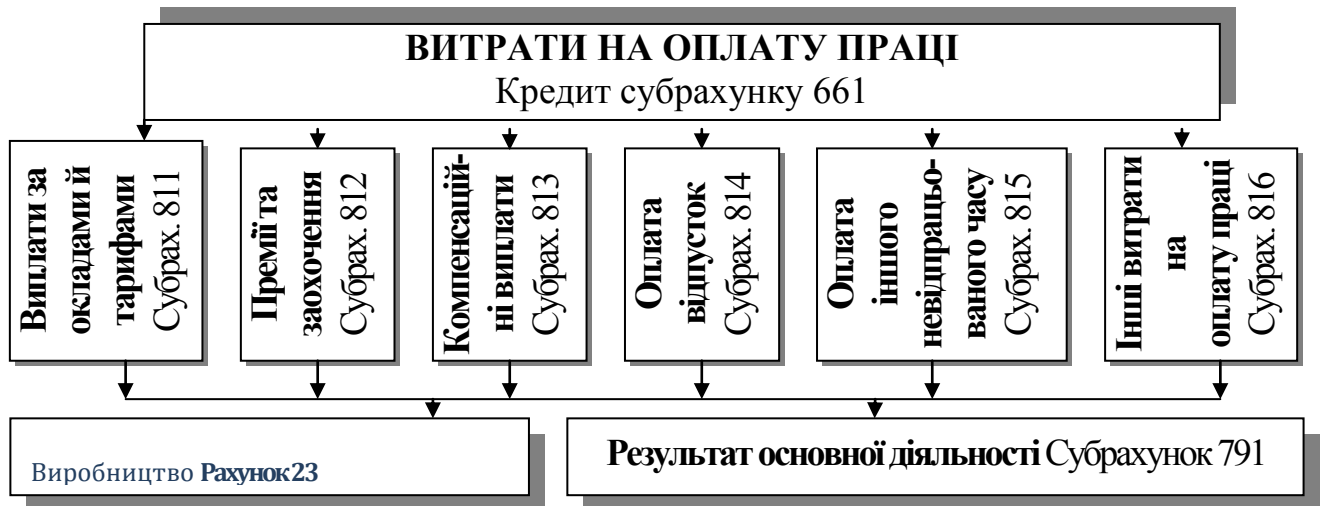 ВИТРАТИ НА ОПЛАТУ ПРАЦІ
Кредит субрахунку 661
Виплати за
окладами й
тарифами
Субрах. 811
Премії та
заохочення
Субрах. 812
Компенсацій-
ні виплати
Субрах. 813
Оплата
відпусток
Субрах. 814
Оплата
іншого
невідпрацьо-
ваного часу
Субрах. 815
Інші витрати
на
оплату праці
Субрах. 816
Виробництво Рахунок 23
Результат основної діяльності Субрахунок 791